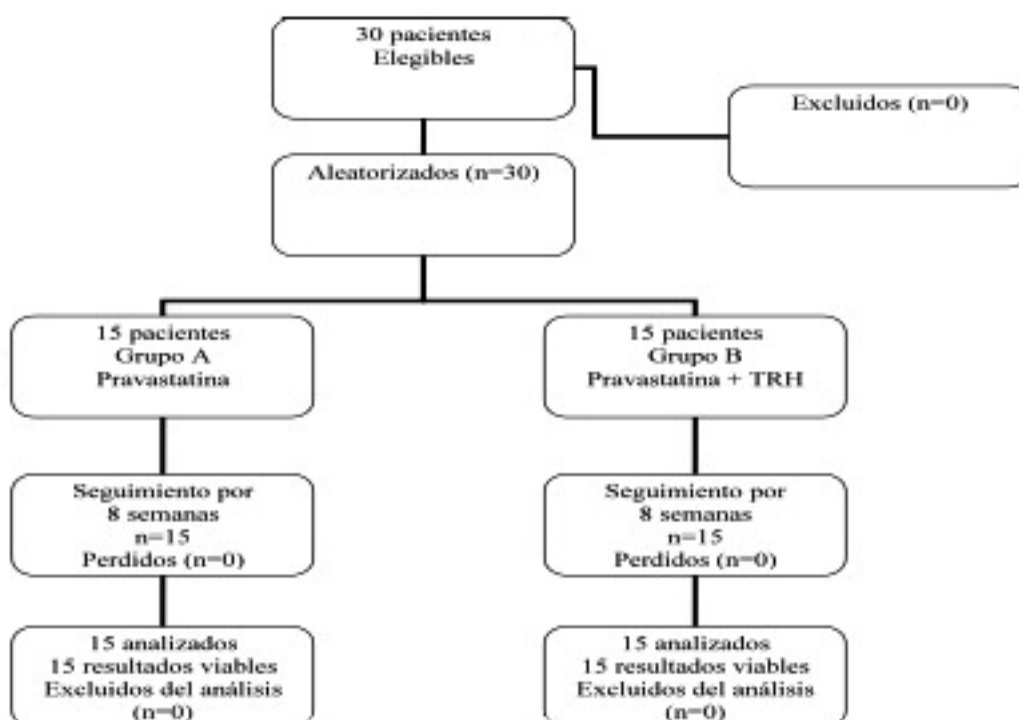 30 pacientes
Elegibles
Excluidos (n=0)
Aleatorizados (n=30)
15 pacientes
Grupo A
Pravastatina
15 pacientes
Grupo B
Pravastatina + TRH
Seguimiento por
8 semanas
n=15
Perdidos (n=0)
Seguimiento por
8 semanas
n=15
Perdidos (n=0)
15 analizados
15 resultados viables
Excluidos del análisis
(n=0)
15 analizados
15 resultados viables
Excluidos del análisis
(n=0)